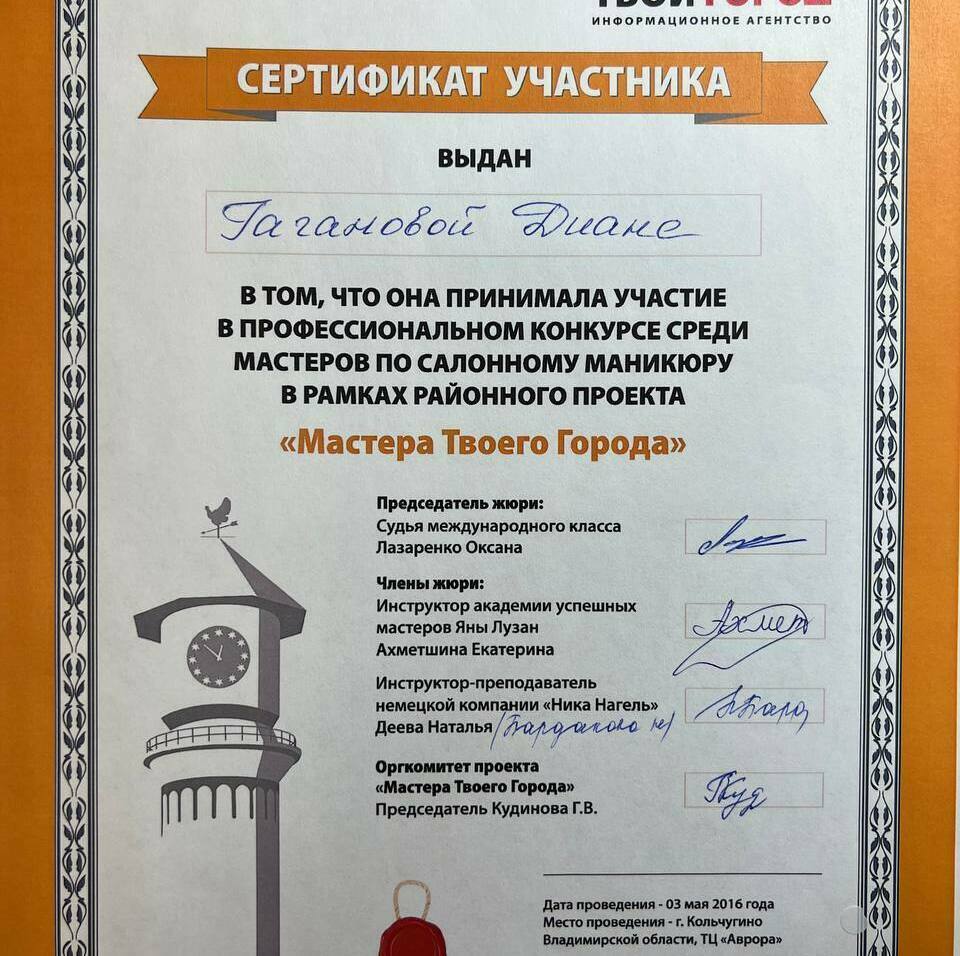 ТВОЙ ГОРОД
ИНФОРМАЦИОННОЕ АГЕНТСТВО
СЕРТИФИКАТ УЧАСТНИКА
ВЫДАН
Гагановой Диане
В ТОМ, ЧТО ОНА ПРИНИМАЛА УЧАСТИЕ
В ПРОФЕССИОНАЛЬНОМ КОНКУРСЕ СРЕДИ
МАСТЕРОВ ПО САЛОННОМУ МАНИКЮРУ
В РАМКАХ РАЙОННОГО ПРОЕКТА
«Мастера Твоего Города»
Председатель жюри:
Судья международного класса
Лазаренко Оксана
Члены жюри:
Инструктор академии успешных
мастеров Яны Лузан
Ахметшина Екатерина
Инструктор-преподаватель
немецкой компании «Ника Нагель»
Деева Наталья
Оргкомитет проекта
«Мастера Твоего Города»
Председатель Кудинова Г.В.
Дата проведения - 03 мая 2016 года
Место проведения - г. Кольчугино
Владимирской области, ТЦ «Аврора»